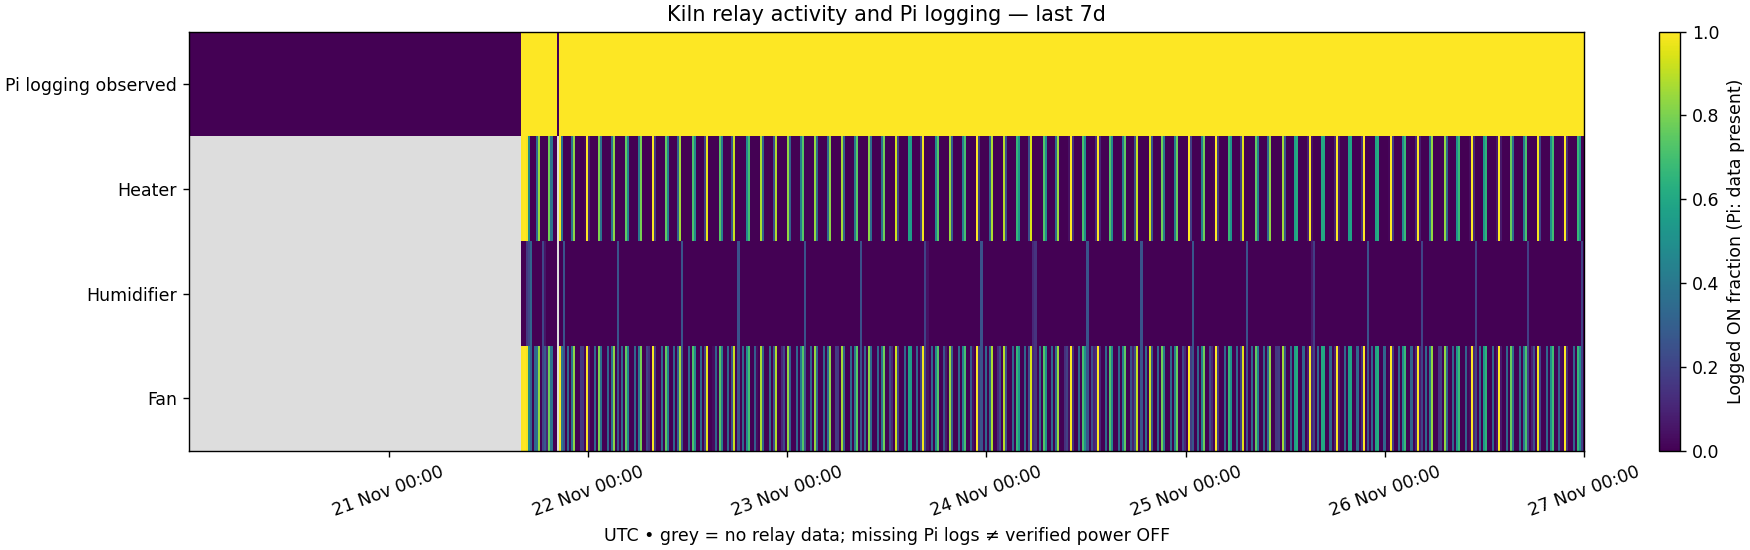 Kiln relay activity and Pi logging — last 7d
Pi logging observed
Heater
Humidifier
Fan
21 Nov 00:00
22 Nov 00:00
23 Nov 00:00
24 Nov 00:00
25 Nov 00:00
26 Nov 00:00
27 Nov 00:00
UTC • grey = no relay data; missing Pi logs ≠ verified power OFF
1.0
0.8
0.6
0.4
0.2
0.0
Logged ON fraction (Pi: data present)